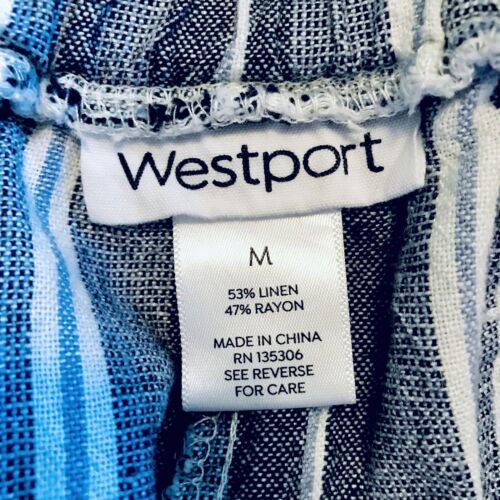 Westport
M
53% LINEN
47% RAYON
MADE IN CHINA
RN 135306
SEE REVERSE
FOR CARE